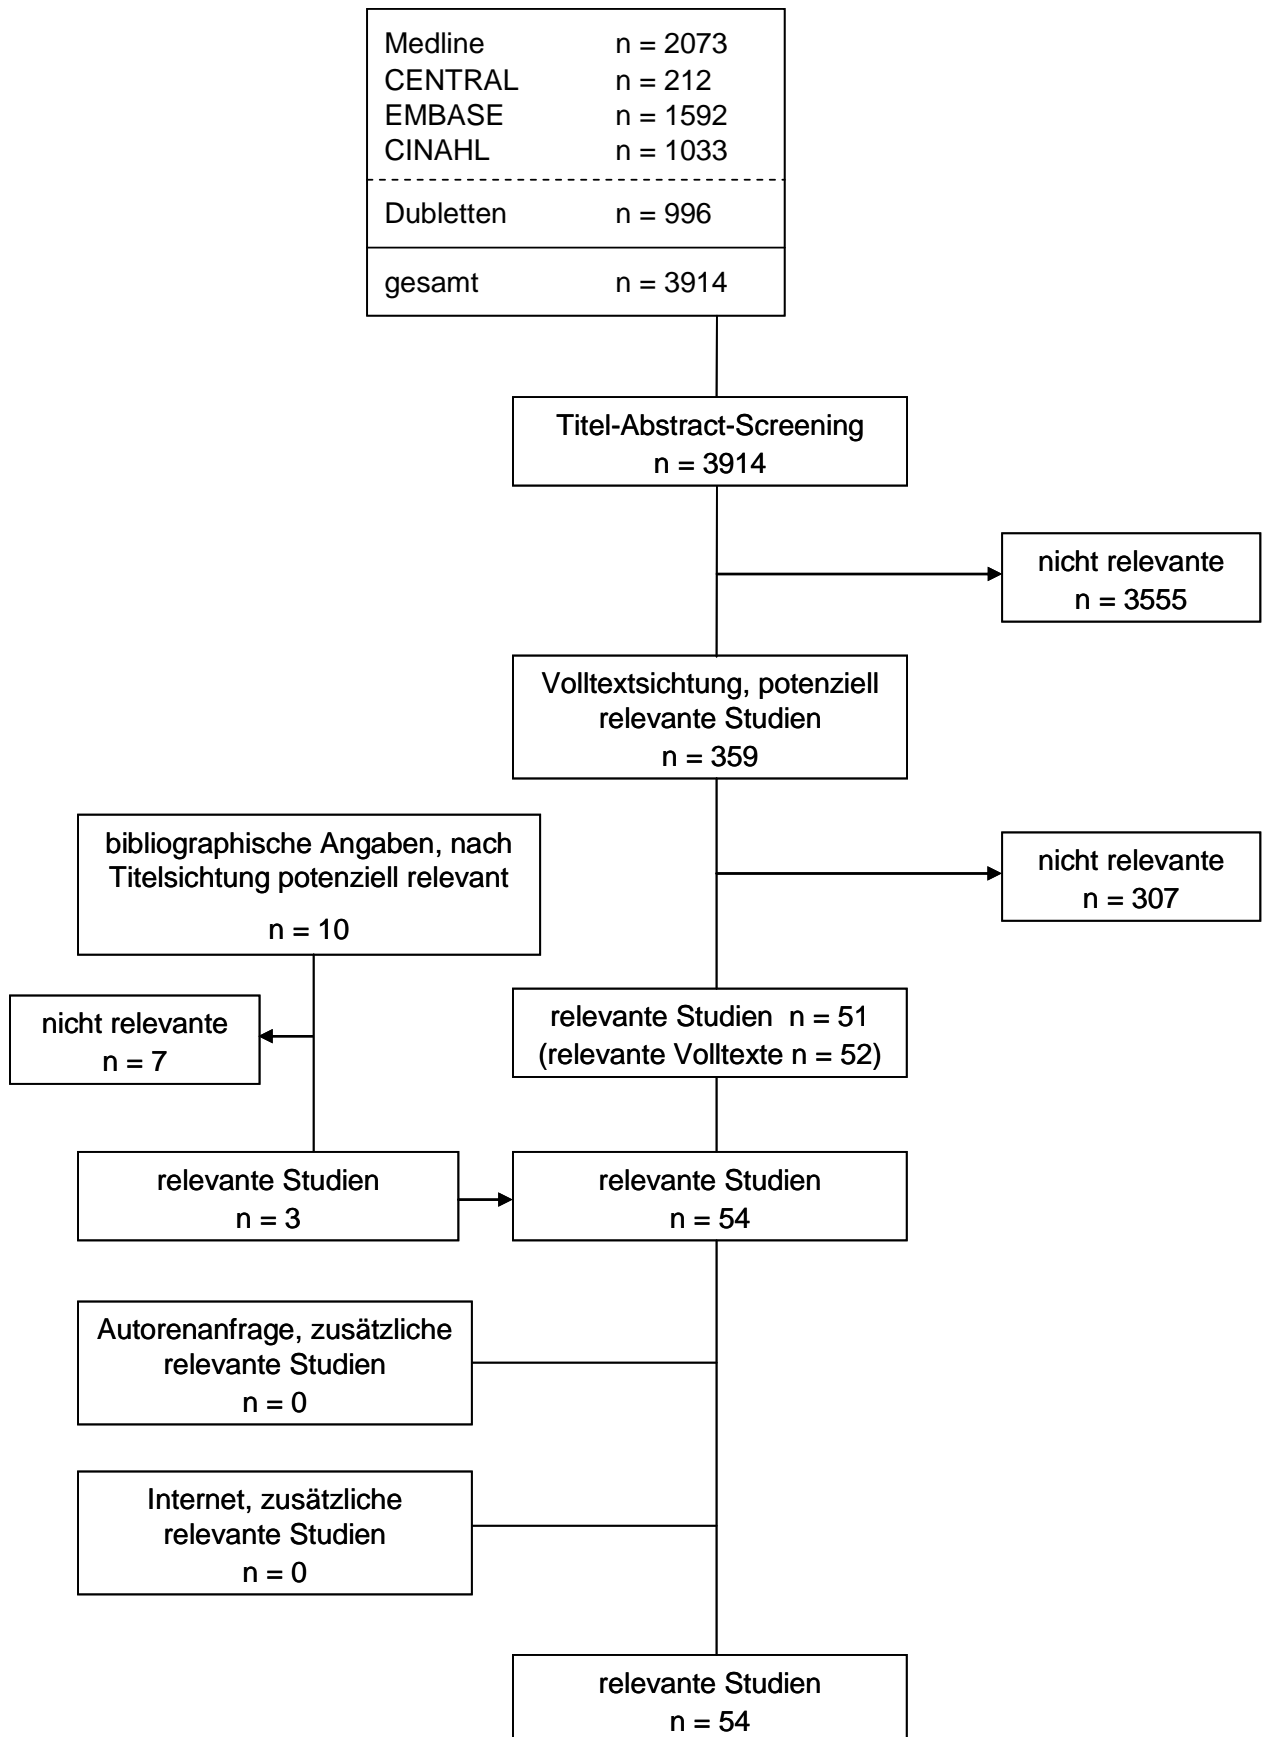 Medline n = 2073
CENTRAL n = 212
EMBASE n = 1592
CINAHL n = 1033
Dubletten n = 996
gesamt n = 3914
Titel-Abstract-Screening
n = 3914
nicht relevante
n = 3555
Volltextsichtung, potenziell
relevante Studien
n = 359
bibliographische Angaben, nach
Titelsichtung potenziell relevant
n = 10
nicht relevante
n = 307
nicht relevante
n = 7
relevante Studien n = 51
(relevante Volltexte n = 52)
relevante Studien
n = 3
relevante Studien
n = 54
Autorenanfrage, zusätzliche
relevante Studien
n = 0
Internet, zusätzliche
relevante Studien
n = 0
relevante Studien
n = 54